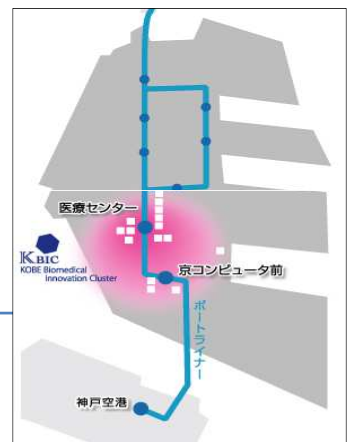 医療センター
KBIC
KOBE Biomedical
Innovation Cluster
京コンピュータ前
ポートライナー
神戸空港